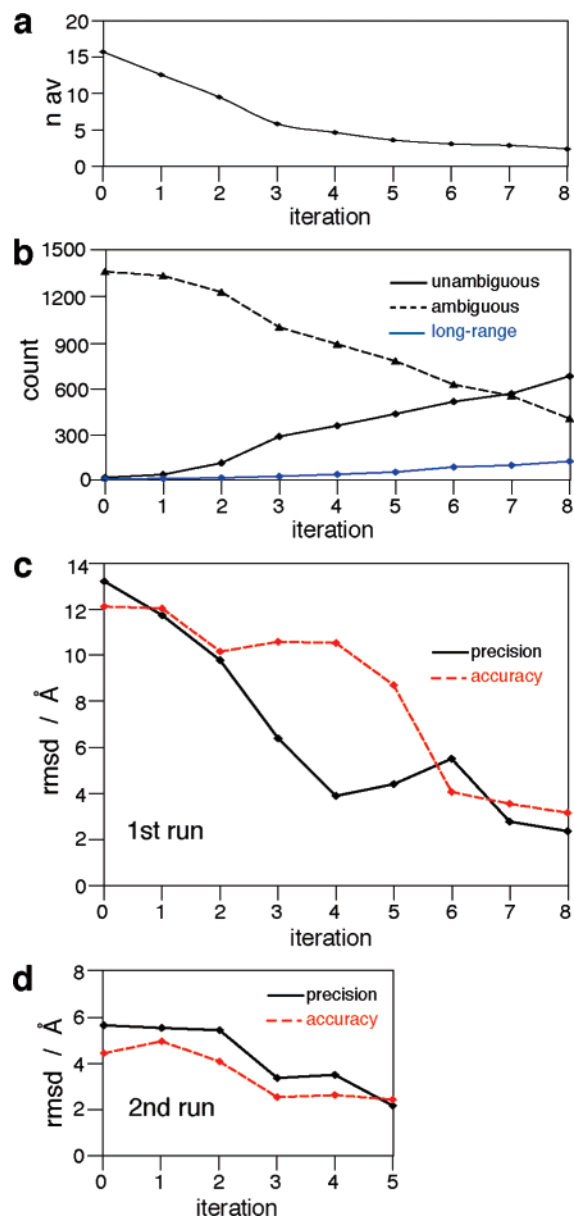 a
20
15
10
5
0
n av
0 1 2 3 4 5 6 7 8
iteration
b
1500
1200
900
600
300
0
count
unambiguous
ambiguous
long-range
0 1 2 3 4 5 6 7 8
iteration
c
14
12
10
8
6
4
2
0
rmsd / Å
precision
accuracy
1st run
0 1 2 3 4 5 6 7 8
iteration
d
8
6
4
2
0
rmsd / Å
precision
accuracy
2nd run
0 1 2 3 4 5
iteration